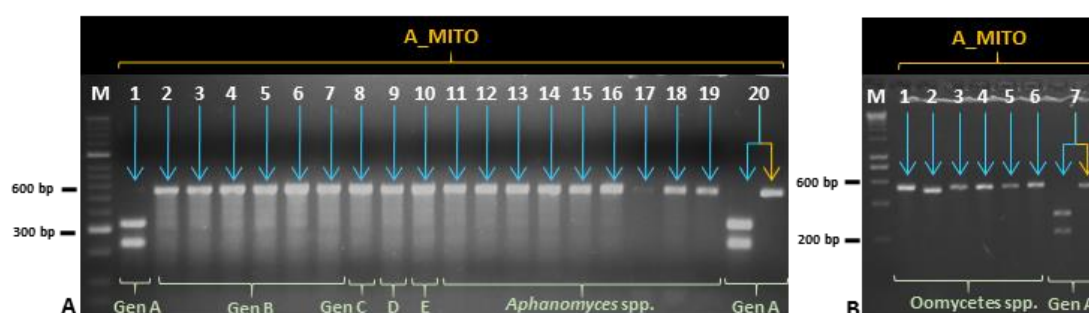 A_MITO
M 1 2 3 4 5 6 7 8 9 10 11 12 13 14 15 16 17 18 19 20
600 bp
300 bp
A Gen A Gen B Gen C D E Aphanomyces spp. Gen A
A_MITO
M 1 2 3 4 5 6 7
600 bp
200 bp
B Oomycetes spp. Gen A